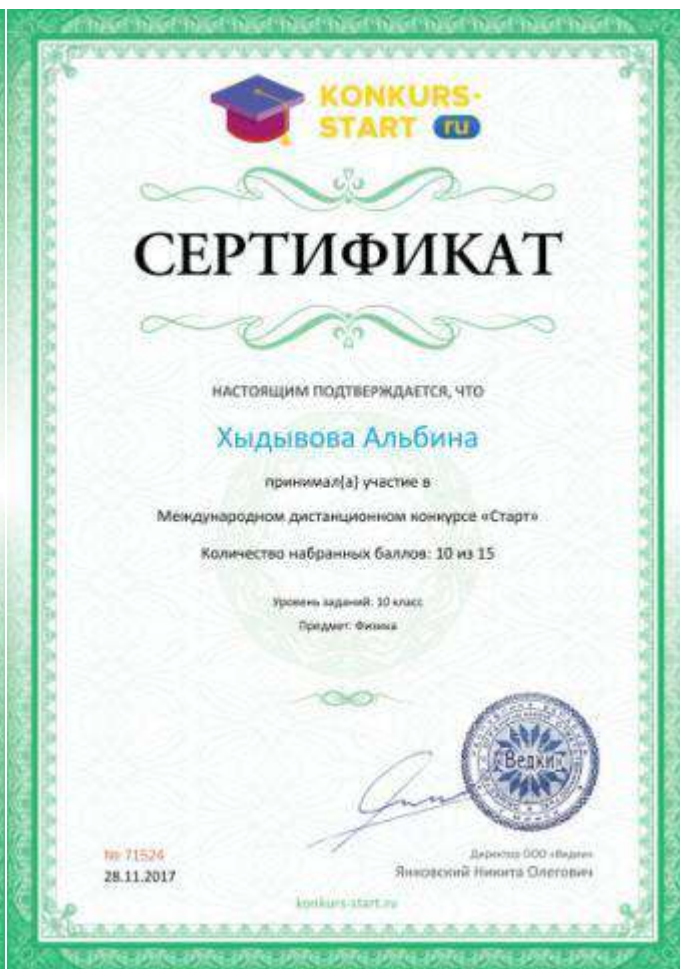 KONKURS-
START ru
СЕРТИФИКАТ
НАСТОЯЩИМ ПОДТВЕРЖДАЕТСЯ, ЧТО
Хыдывова Альбина
принимал(а) участие в
Международном дистанционном конкурсе «Старт»
Количество набранных баллов: 10 из 15
Уровень заданий: 10 класс
Предмет: Физика
Ведки
№ 71524
28.11.2017
Директор ООО «Ведки»
Янковский Никита Олегович
konkurs-start.ru